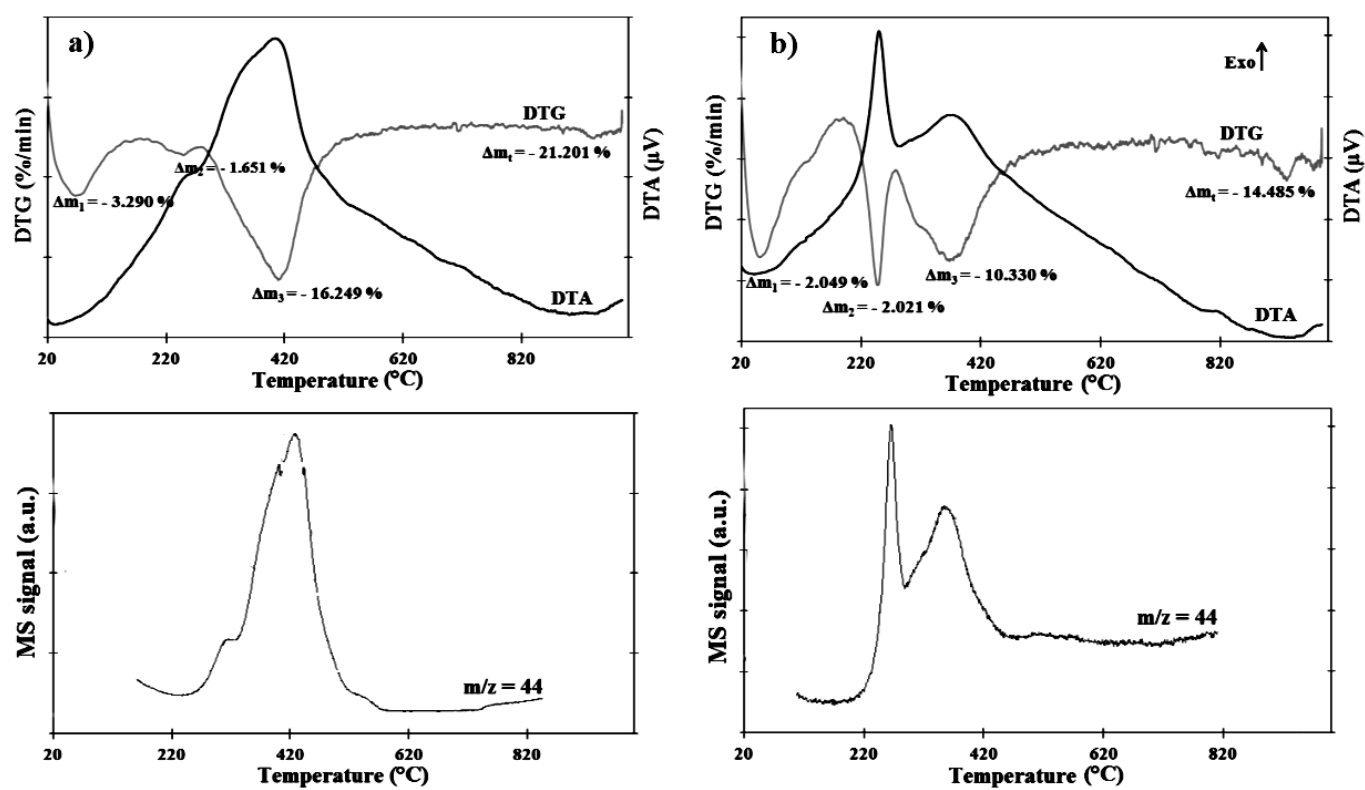 a)
DTG (%/min)
DTA (µV)
DTG
Δm₁ = - 3.290 %
Δm₂ = - 1.651 %
Δm₃ = - 16.249 %
Δmₜ = - 21.201 %
DTA
20 220 420 620 820
Temperature (°C)
b)
Exo
DTG (%/min)
DTA (µV)
DTG
Δm₁ = - 2.049 %
Δm₂ = - 2.021 %
Δm₃ = - 10.330 %
Δmₜ = - 14.485 %
DTA
20 220 420 620 820
Temperature (°C)
MS signal (a.u.)
m/z = 44
20 220 420 620 820
Temperature (°C)
MS signal (a.u.)
m/z = 44
20 220 420 620 820
Temperature (°C)